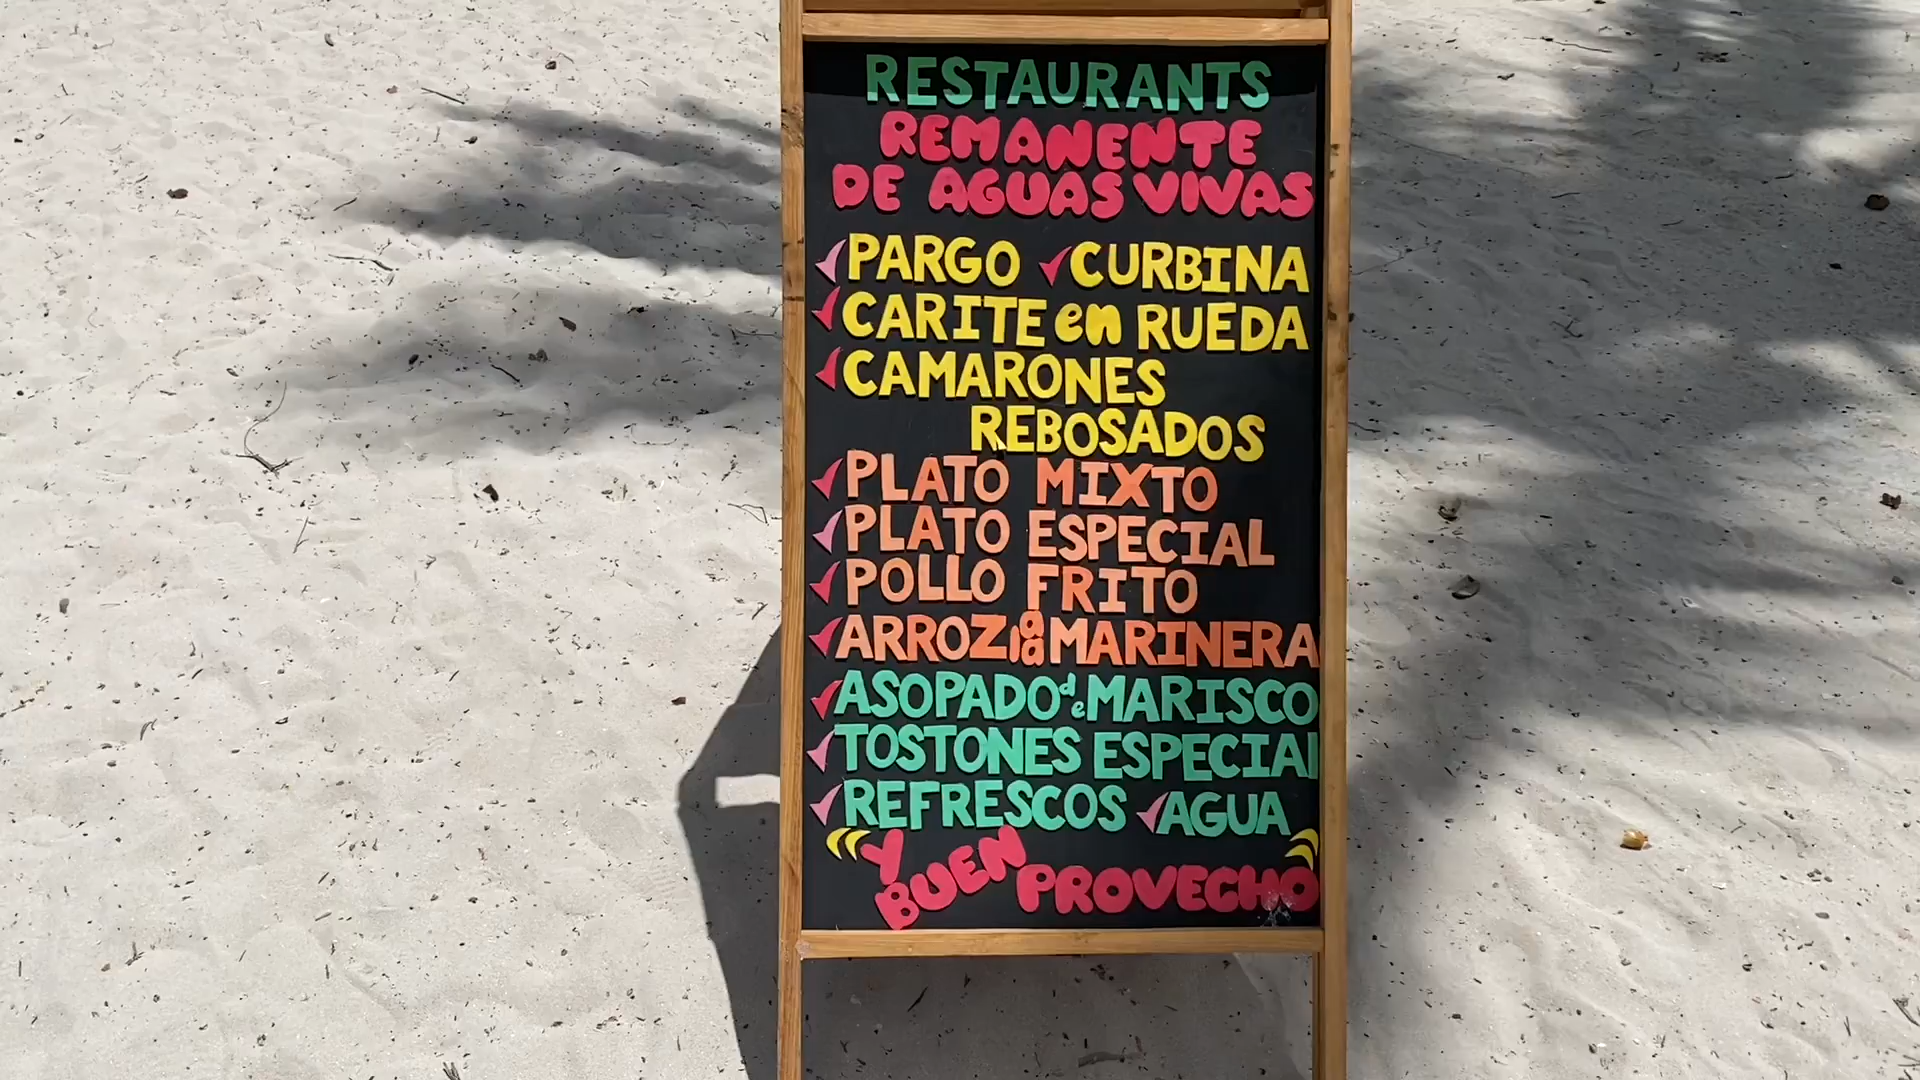 RESTAURANTS
REMANENTE
DE AGUAS VIVAS
PARGO CURBINA
CARITE en RUEDA
CAMARONES
REBOSADOS
PLATO MIXTO
PLATO ESPECIAL
POLLO FRITO
ARROZ a la MARINERA
ASOPADO de MARISCO
TOSTONES ESPECIAl
REFRESCOS AGUA
"Y BUEN PROVECHO"